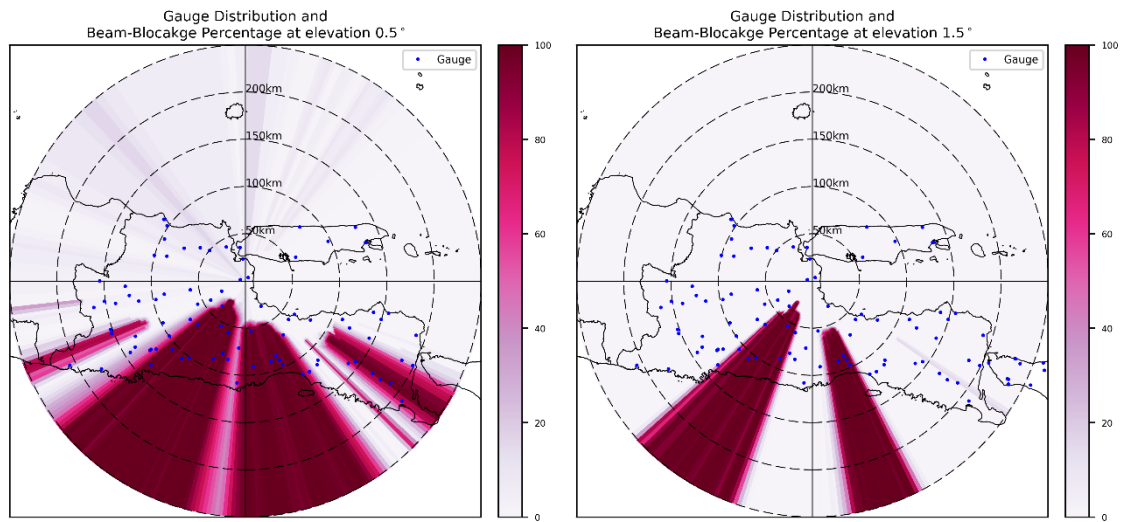 Gauge Distribution and
Beam-Blocakge Percentage at elevation 0.5°
Gauge
200km
150km
100km
50km
100
80
60
40
20
0
Gauge Distribution and
Beam-Blocakge Percentage at elevation 1.5°
Gauge
200km
150km
100km
50km
100
80
60
40
20
0